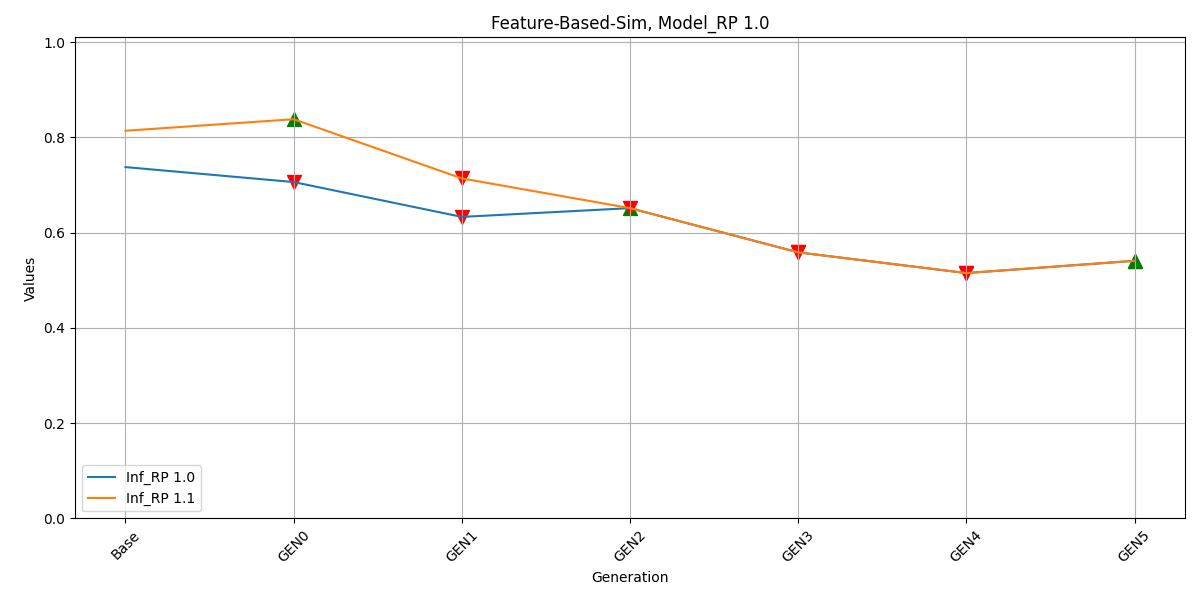 Feature-Based-Sim, Model_RP 1.0
Values
1.0
0.8
0.6
0.4
0.2
0.0
Inf_RP 1.0
Inf_RP 1.1
Base
GEN0
GEN1
GEN2
GEN3
GEN4
GEN5
Generation